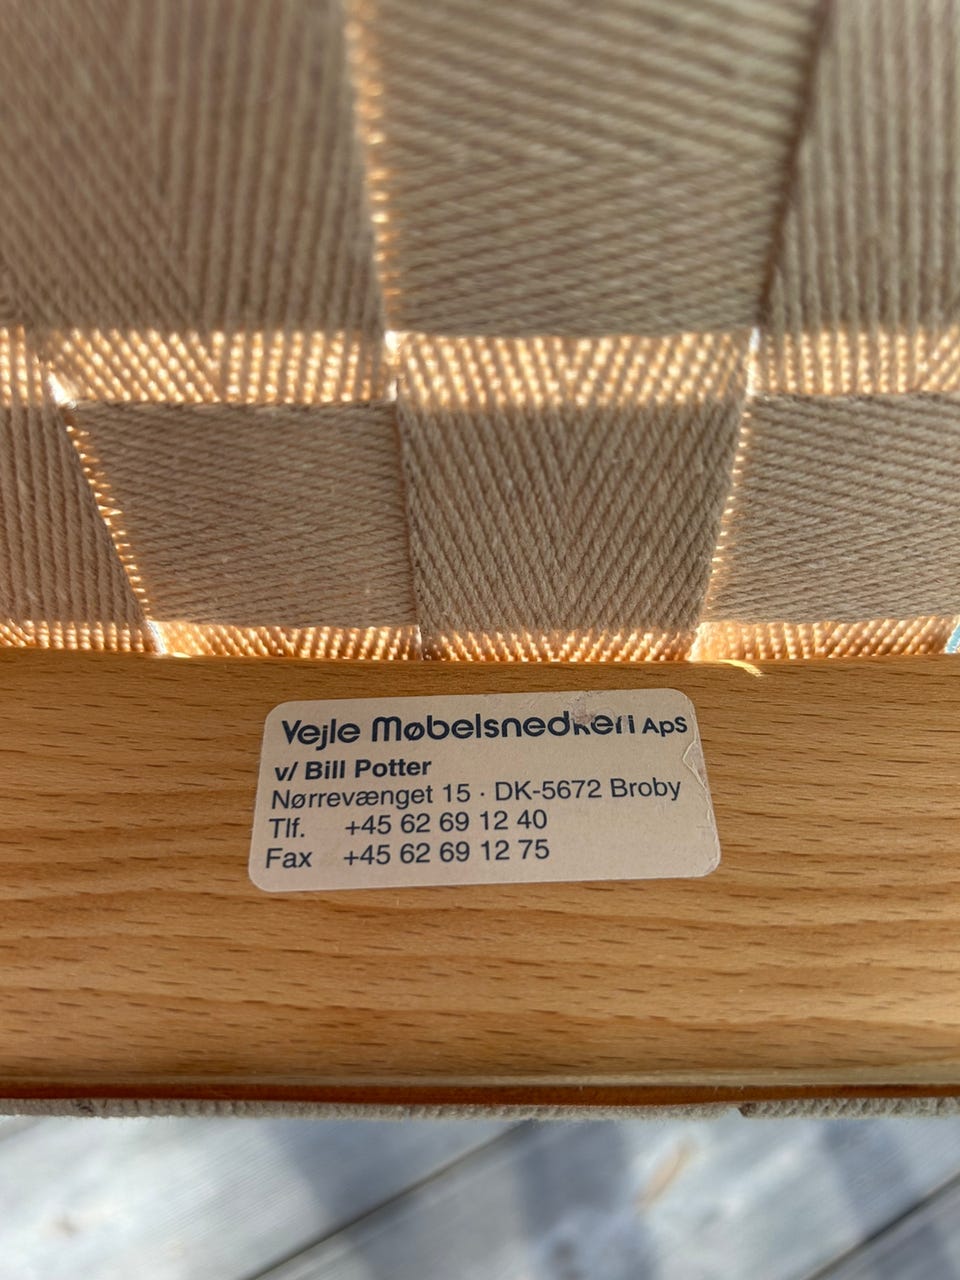 Vejle Møbelsnedkeri ApS
v/ Bill Potter
Nørrevænget 15 · DK-5672 Broby
Tlf. +45 62 69 12 40
Fax +45 62 69 12 75